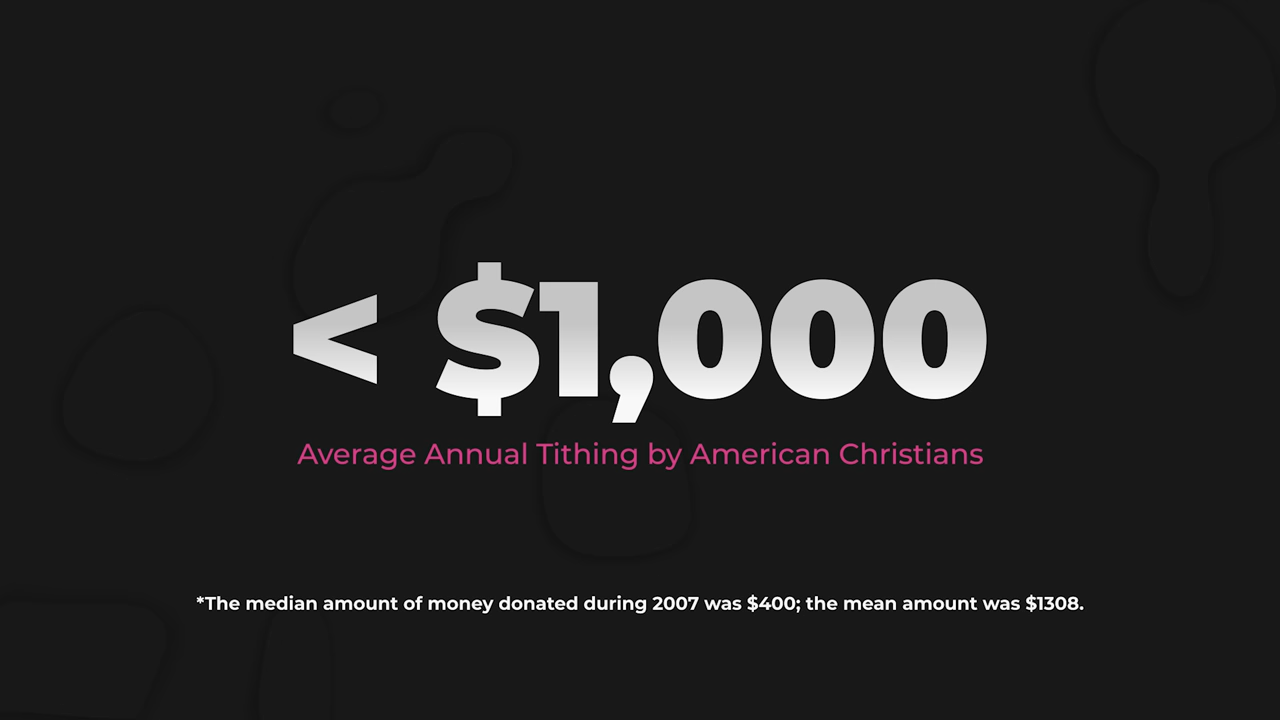 < $1,000
Average Annual Tithing by American Christians
*The median amount of money donated during 2007 was $400; the mean amount was $1308.